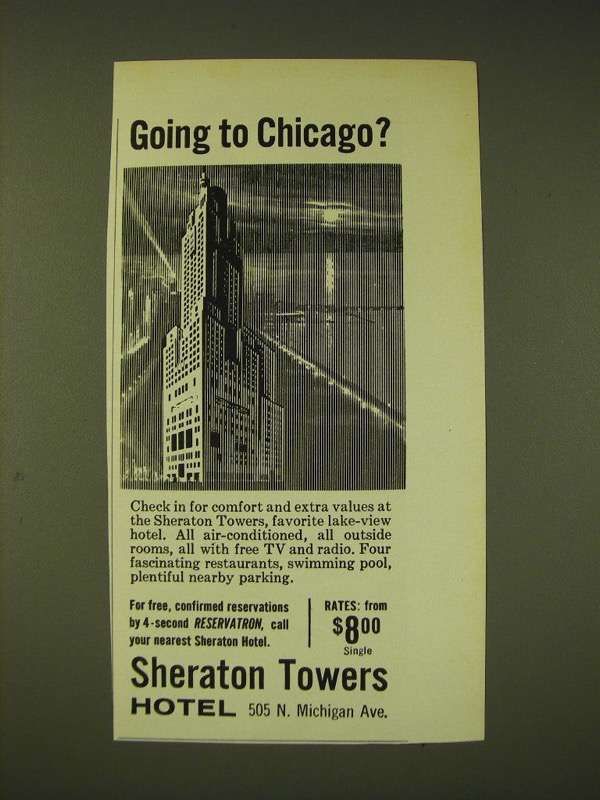 Going to Chicago?
Check in for comfort and extra values at
the Sheraton Towers, favorite lake-view
hotel. All air-conditioned, all outside
rooms, all with free TV and radio. Four
fascinating restaurants, swimming pool,
plentiful nearby parking.
For free, confirmed reservations
by 4-second RESERVATRON, call
your nearest Sheraton Hotel.
RATES: from
$8.00
Single
Sheraton Towers
HOTEL 505 N. Michigan Ave.